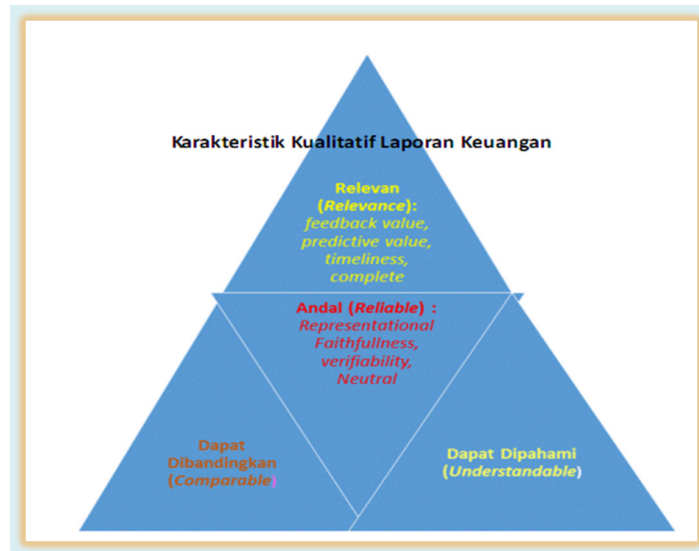 Karakteristik Kualitatif Laporan Keuangan
Relevan
(Relevance):
feedback value,
predictive value,
timeliness,
complete
Andal (Reliable) :
Representational
Faithfullness,
verifiability,
Neutral
Dapat
Dibandingkan
(Comparable)
Dapat Dipahami
(Understandable)